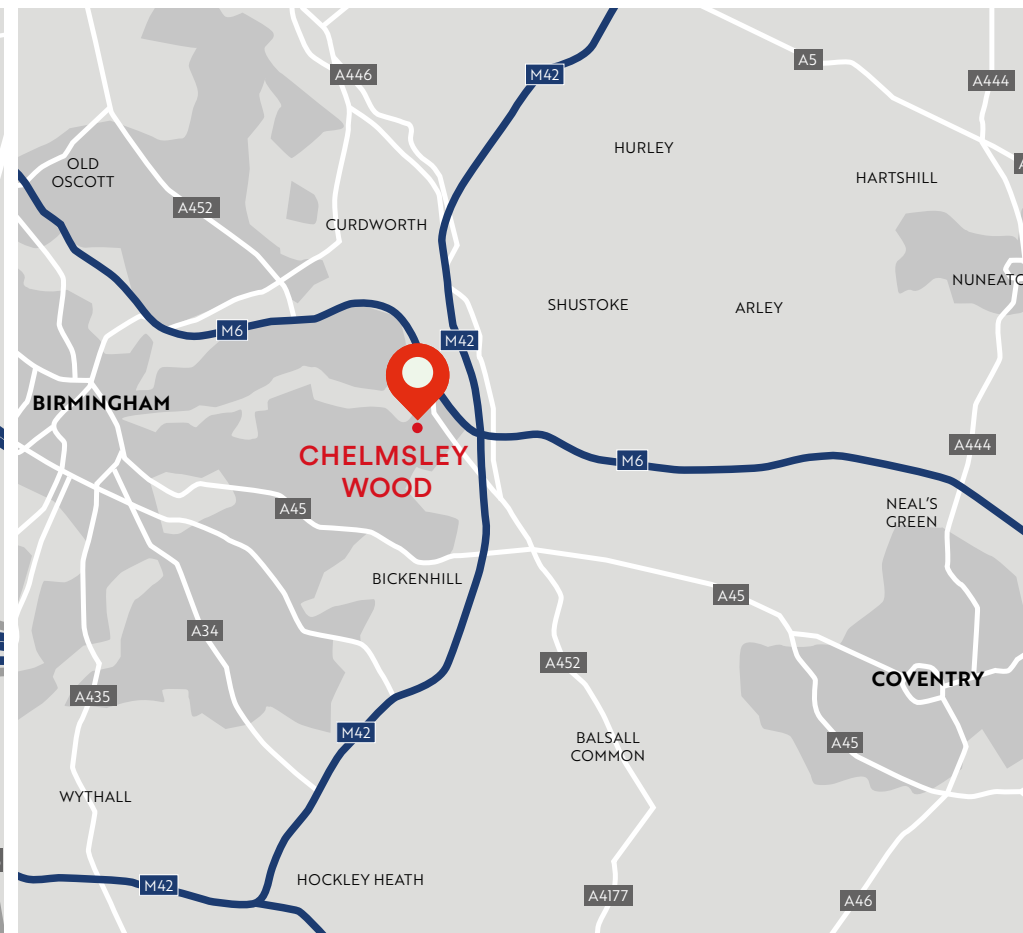 A446
M42
A5
A444
HURLEY
OLD
OSCOTT
HARTSHILL
A452
CURDWORTH
NUNEATO
SHUSTOKE
ARLEY
M6
M42
BIRMINGHAM
CHELMSLEY
WOOD
A444
M6
A45
NEAL'S
GREEN
BICKENHILL
A45
A34
A452
COVENTRY
A435
M42
BALSALL
COMMON
A45
WYTHALL
M42
HOCKLEY HEATH
A4177
A46